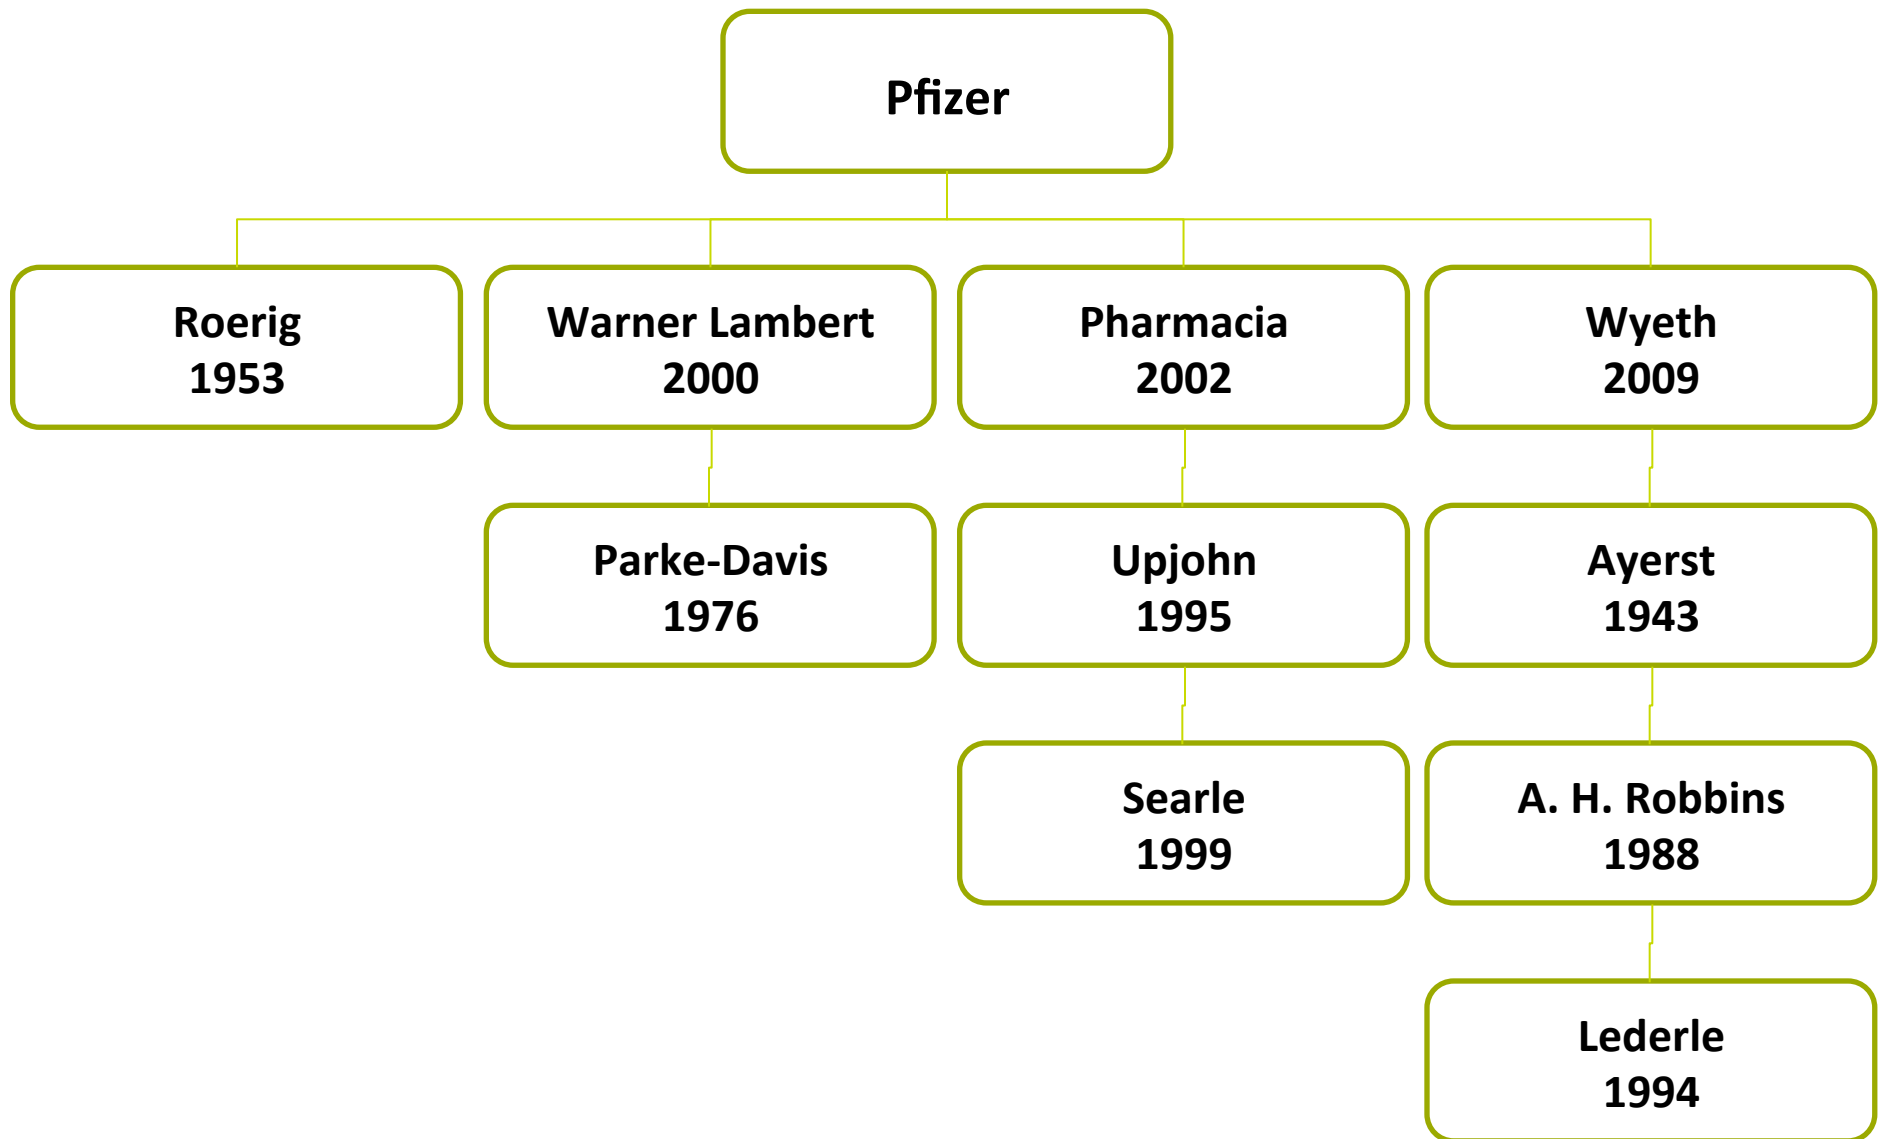 Pfizer
Roerig
1953
Warner Lambert
2000
Pharmacia
2002
Wyeth
2009
Parke-Davis
1976
Upjohn
1995
Ayerst
1943
Searle
1999
A. H. Robbins
1988
Lederle
1994